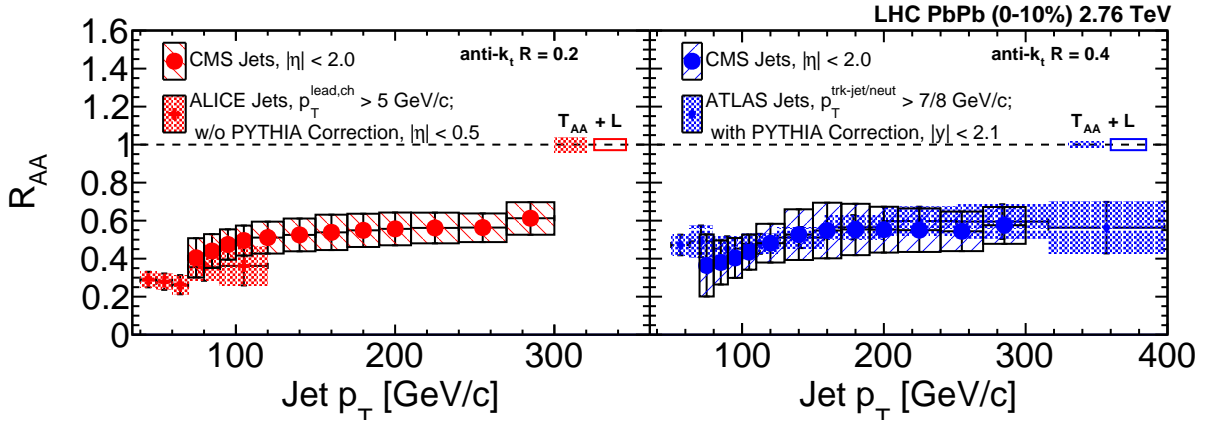 LHC PbPb (0-10%) 2.76 TeV
CMS Jets, |η| < 2.0
anti-k_t R = 0.2
ALICE Jets, p_T^lead,ch > 5 GeV/c;
w/o PYTHIA Correction, |η| < 0.5
T_AA + L
CMS Jets, |η| < 2.0
anti-k_t R = 0.4
ATLAS Jets, p_T^trk-jet/neut > 7/8 GeV/c;
with PYTHIA Correction, |y| < 2.1
T_AA + L
R_AA
1.6
1.4
1.2
1
0.8
0.6
0.4
0.2
0
100 200 300
100 200 300 400
Jet p_T [GeV/c]
Jet p_T [GeV/c]